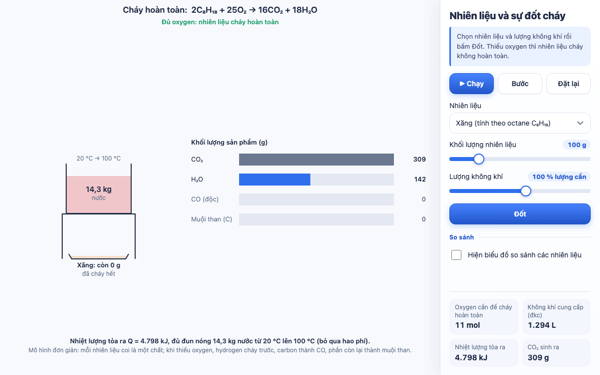 Cháy hoàn toàn: 2C₈H₁₈ + 25O₂ → 16CO₂ + 18H₂O
Đủ oxygen: nhiên liệu cháy hoàn toàn
20 °C → 100 °C
14,3 kg
nước
Xăng: còn 0 g
đã cháy hết
Khối lượng sản phẩm (g)
CO₂ 309
H₂O 142
CO (độc) 0
Muội than (C) 0
Nhiệt lượng tỏa ra Q = 4.798 kJ, đủ đun nóng 14,3 kg nước từ 20 °C lên 100 °C (bỏ qua hao phí).
Mô hình đơn giản: mỗi nhiên liệu coi là một chất; khi thiếu oxygen, hydrogen cháy trước, carbon thành CO, phần còn lại thành muội than.
Nhiên liệu và sự đốt cháy
Chọn nhiên liệu và lượng không khí rồi
bấm Đốt. Thiếu oxygen thì nhiên liệu cháy
không hoàn toàn.
▶ Chạy Bước Đặt lại
Nhiên liệu
Xăng (tính theo octane C₈H₁₈)
Khối lượng nhiên liệu 100 g
Lượng không khí 100 % lượng cần
Đốt
So sánh
Hiện biểu đồ so sánh các nhiên liệu
Oxygen cần để cháy
hoàn toàn
11 mol
Không khí cung cấp
(đkc)
1.294 L
Nhiệt lượng tỏa ra
4.798 kJ
CO₂ sinh ra
309 g